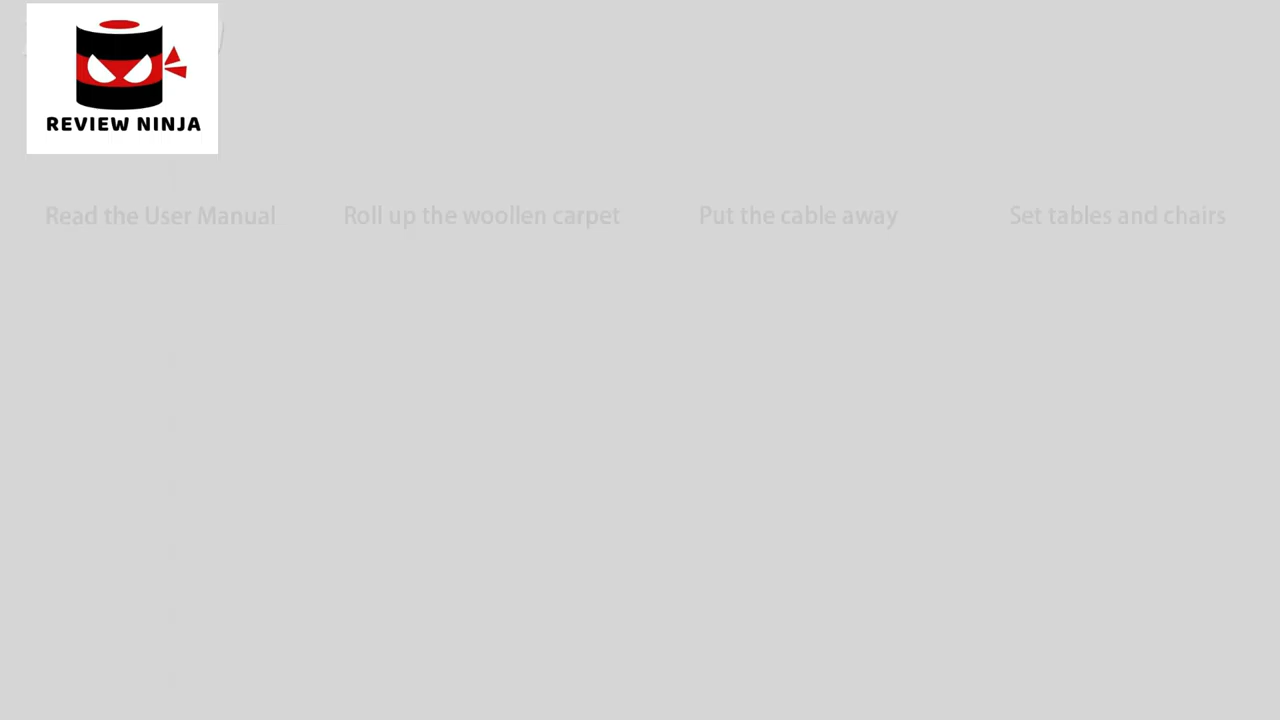 REVIEW NINJA
Read the User Manual
Roll up the woollen carpet
Put the cable away
Set tables and chairs